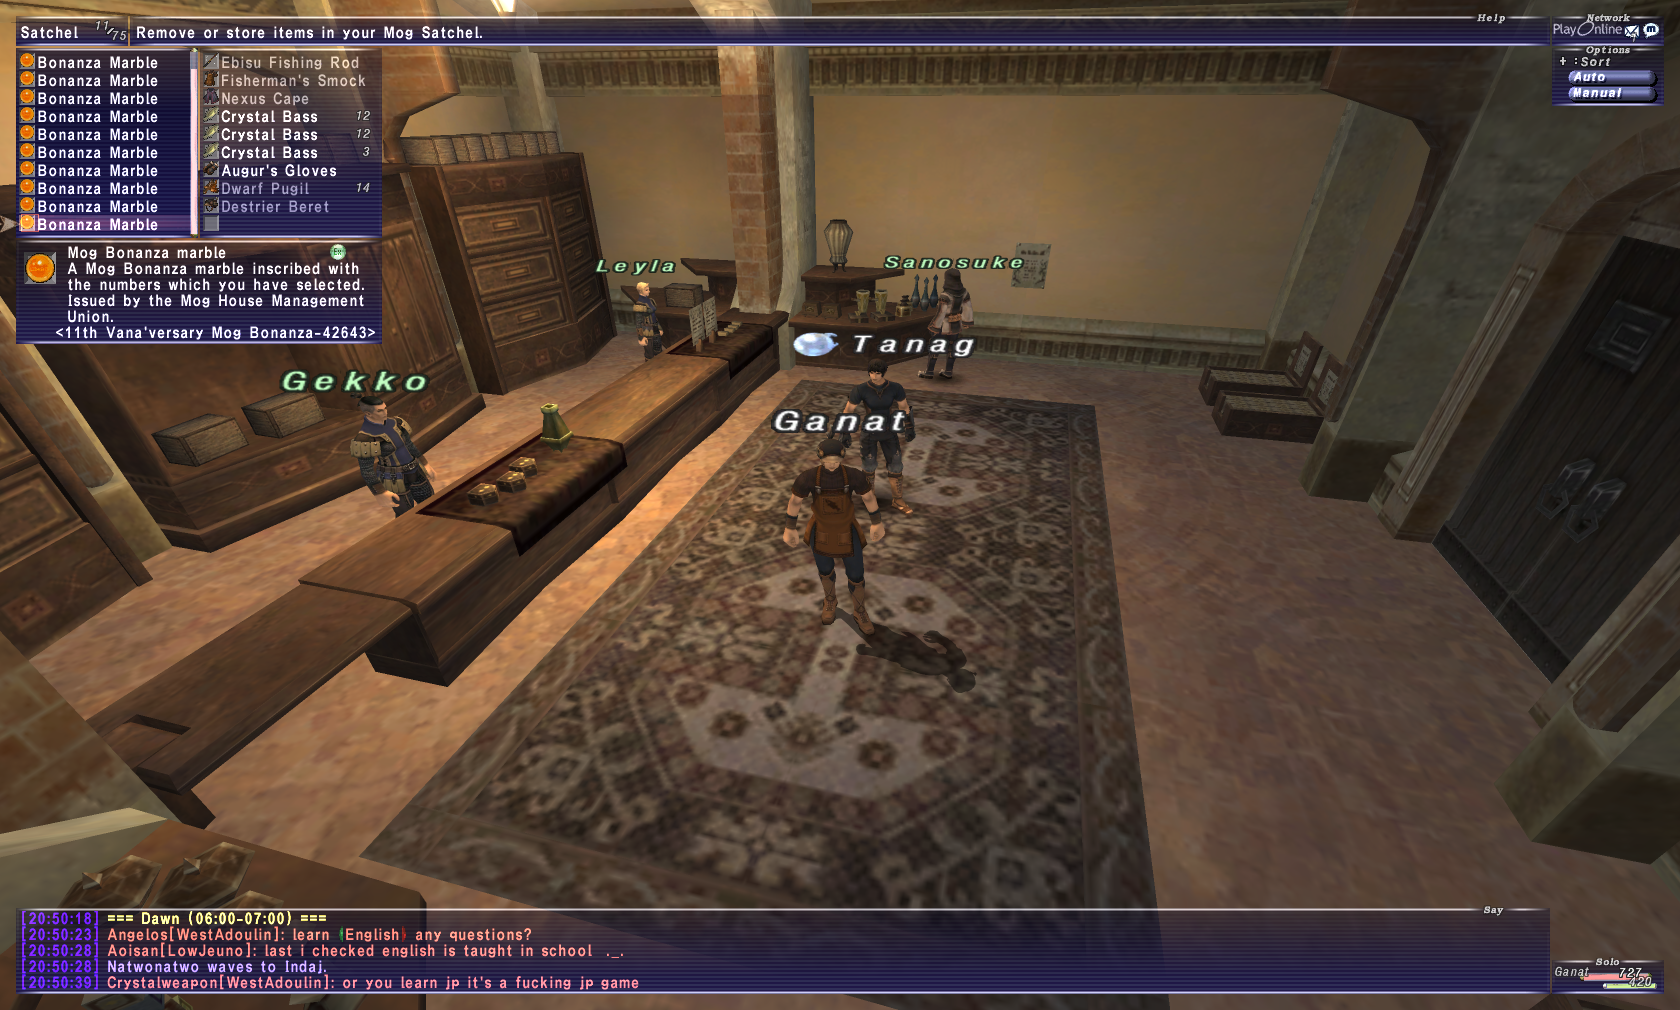 Satchel 11/75 Remove or store items in your Mog Satchel.
Help
Network
PlayOnline
Options
+ :Sort
Auto
Manual
Bonanza Marble
Bonanza Marble
Bonanza Marble
Bonanza Marble
Bonanza Marble
Bonanza Marble
Bonanza Marble
Bonanza Marble
Bonanza Marble
Bonanza Marble
Ebisu Fishing Rod
Fisherman's Smock
Nexus Cape
Crystal Bass 12
Crystal Bass 12
Crystal Bass 3
Augur's Gloves
Dwarf Pugil 14
Destrier Beret
Mog Bonanza marble Ex
A Mog Bonanza marble inscribed with
the numbers which you have selected.
Issued by the Mog House Management
Union.
<11th Vana'versary Mog Bonanza-42643>
Leyla
Sanosuke
Tanag
Gekko
Ganat
Say
[20:50:18] === Dawn (06:00-07:00) ===
[20:50:23] Angelos[WestAdoulin]: learn (English) any questions?
[20:50:28] Aoisan[LowJeuno]: last i checked english is taught in school ._.
[20:50:28] Natwonatwo waves to Indaj.
[20:50:39] Crystalweapon[WestAdoulin]: or you learn jp it's a fucking jp game
Solo
Ganat 727
420